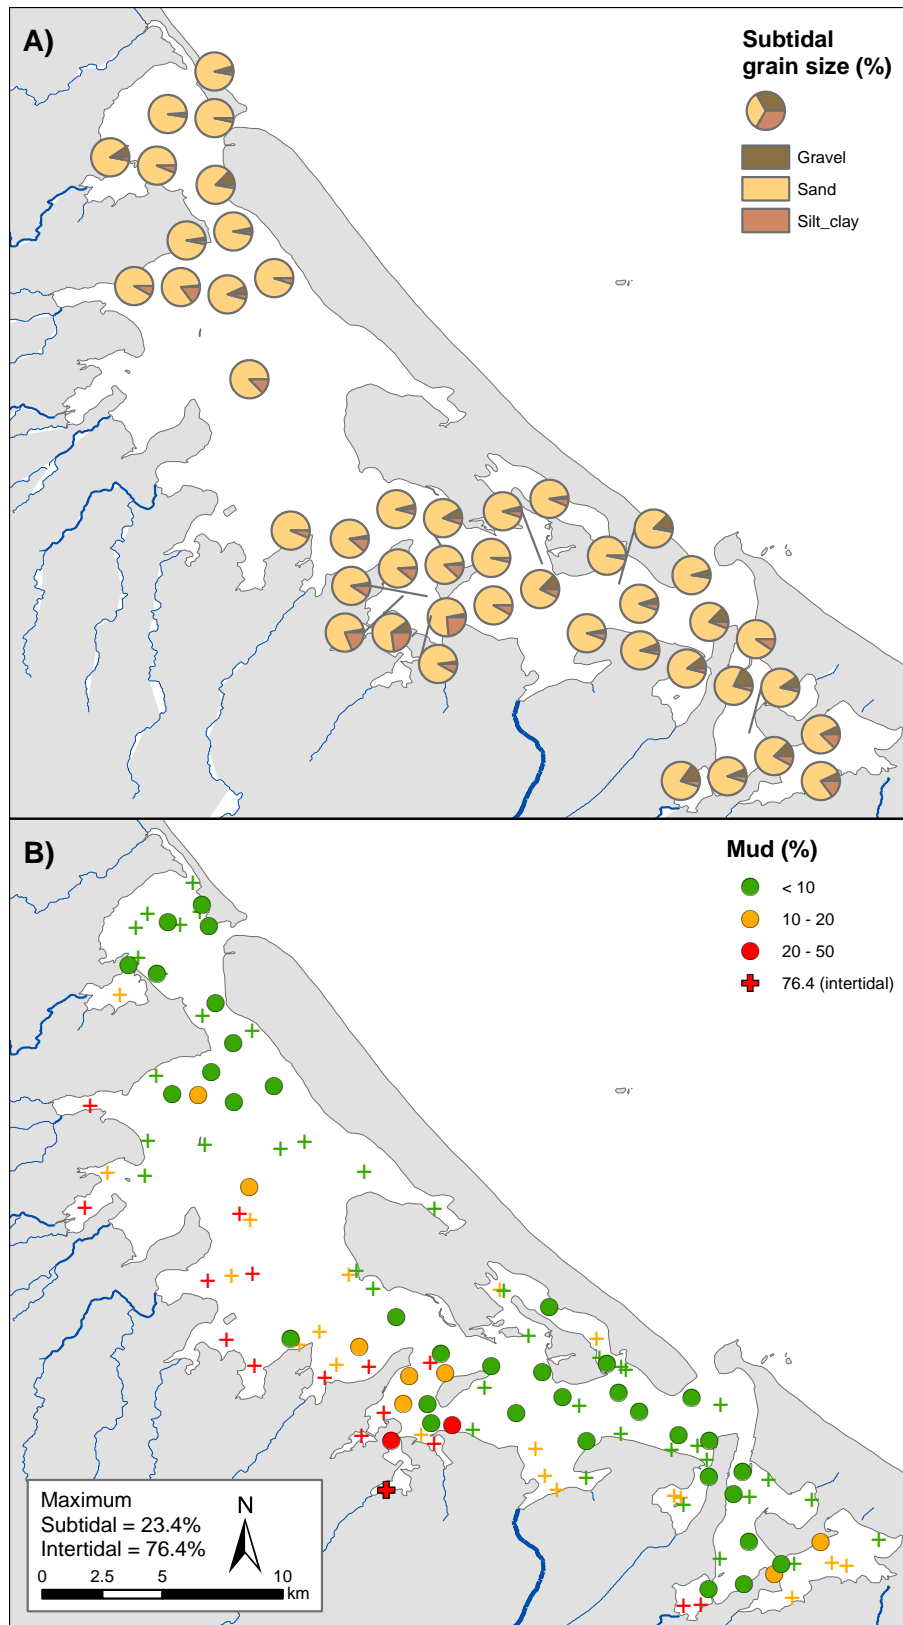 A)
Subtidal
grain size (%)
Gravel
Sand
Silt_clay
B)
Mud (%)
< 10
10 - 20
20 - 50
76.4 (intertidal)
Maximum
Subtidal = 23.4%
Intertidal = 76.4%
N
0 2.5 5 10
km